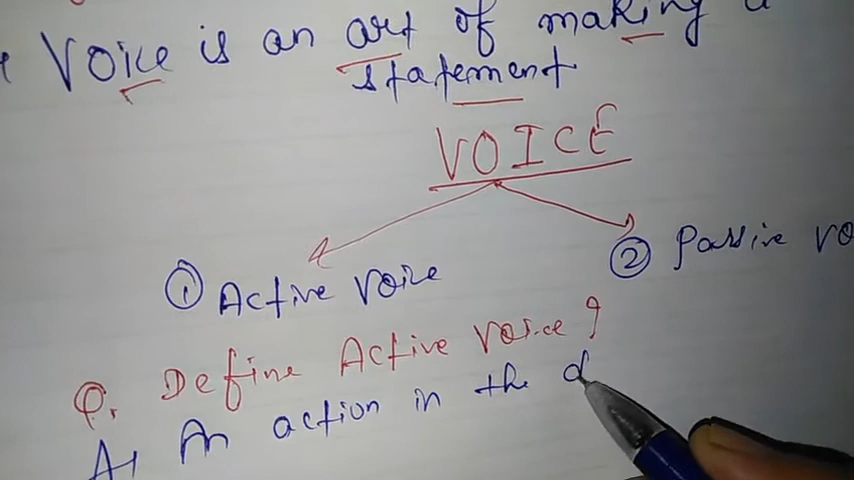 Voice is an art of making a
statement
VOICE
① Active Voice
② Passive Vo
Q. Define Active Voice?
A, An action in the d